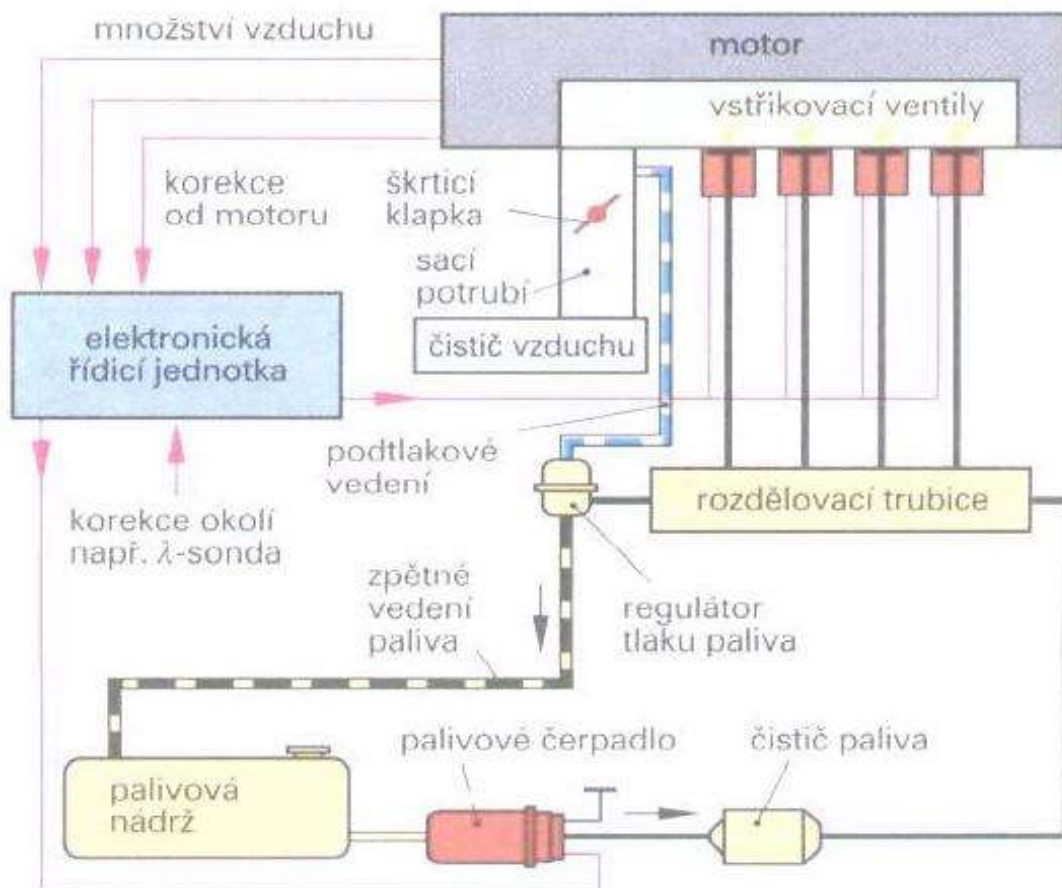 množství vzduchu
motor
vstřikovací ventily
korekce
od motoru
škrticí
klapka
sací
potrubí
čistič vzduchu
elektronická
řídicí jednotka
podtlakové
vedení
rozdělovací trubice
korekce okolí
např. λ-sonda
zpětné
vedení
paliva
regulátor
tlaku paliva
palivové čerpadlo
čistič paliva
palivová
nádrž